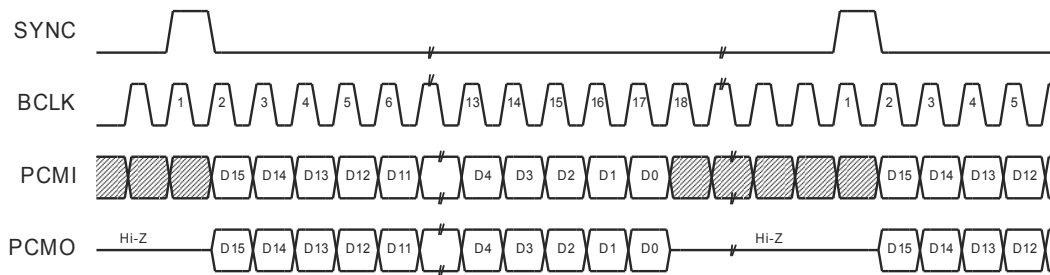 SYNC
BCLK 1 2 3 4 5 6 13 14 15 16 17 18 1 2 3 4 5
PCMI D15 D14 D13 D12 D11 D4 D3 D2 D1 D0 D15 D14 D13 D12
PCMO Hi-Z D15 D14 D13 D12 D11 D4 D3 D2 D1 D0 Hi-Z D15 D14 D13 D12